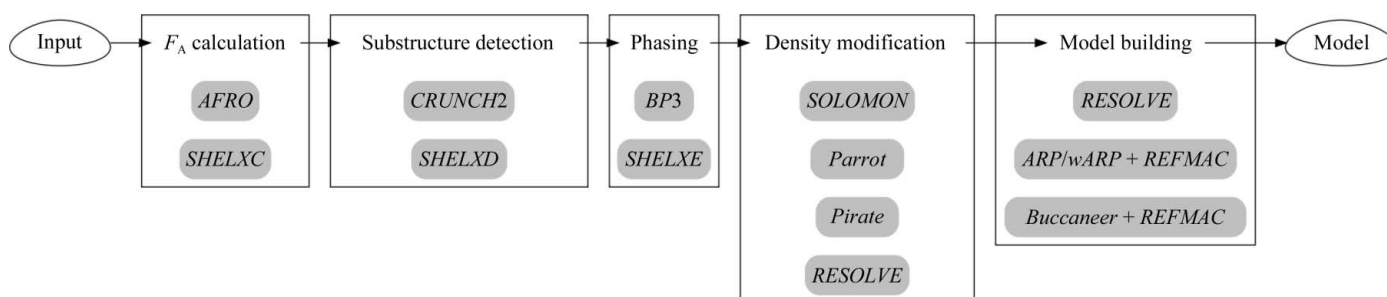 Input
F_A calculation
AFRO
SHELXC
Substructure detection
CRUNCH2
SHELXD
Phasing
BP3
SHELXE
Density modification
SOLOMON
Parrot
Pirate
RESOLVE
Model building
RESOLVE
ARP/wARP + REFMAC
Buccaneer + REFMAC
Model